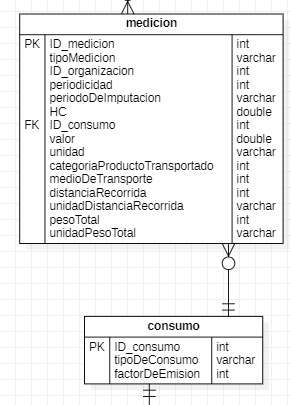 medicion
PK ID_medicion int
tipoMedicion varchar
ID_organizacion int
periodicidad int
periodoDeImputacion varchar
HC double
FK ID_consumo int
valor double
unidad varchar
categoriaProductoTransportado int
medioDeTransporte int
distanciaRecorrida int
unidadDistanciaRecorrida varchar
pesoTotal int
unidadPesoTotal varchar
consumo
PK ID_consumo int
tipoDeConsumo varchar
factorDeEmision int